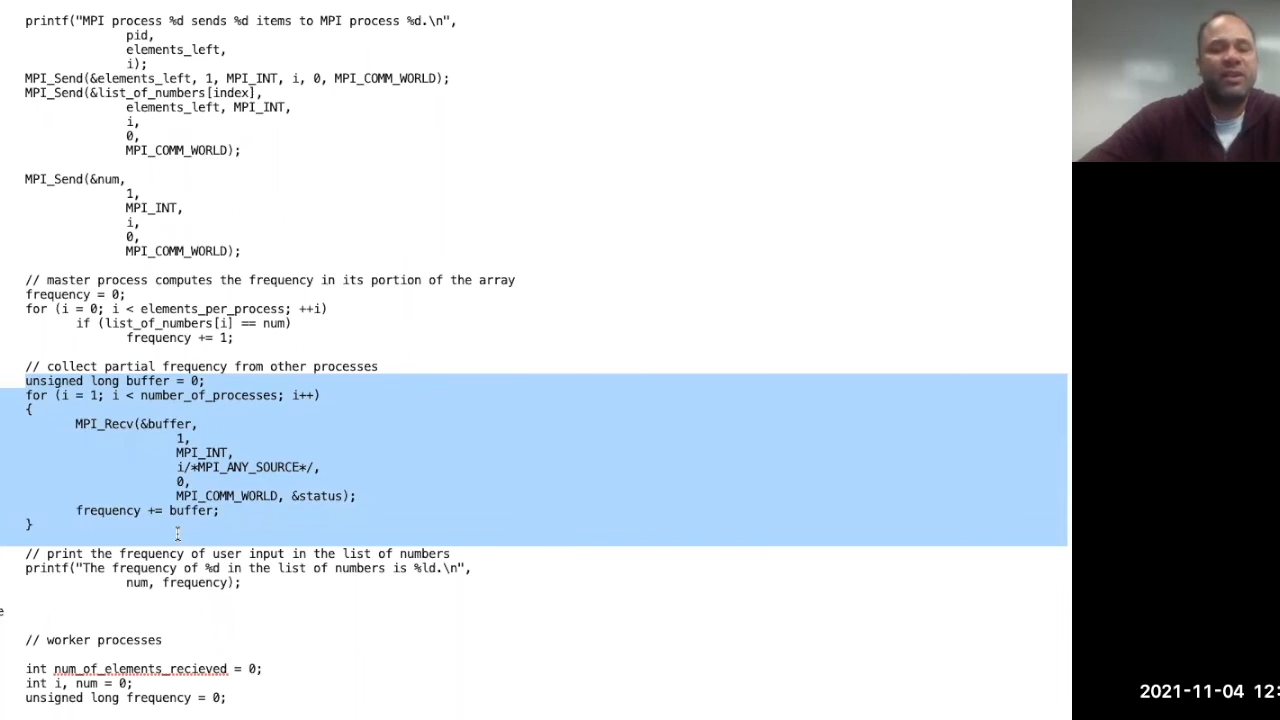 printf("MPI process %d sends %d items to MPI process %d.\n",
pid,
elements_left,
i);
MPI_Send(&elements_left, 1, MPI_INT, i, 0, MPI_COMM_WORLD);
MPI_Send(&list_of_numbers[index],
elements_left, MPI_INT,
i,
0,
MPI_COMM_WORLD);
MPI_Send(&num,
1,
MPI_INT,
i,
0,
MPI_COMM_WORLD);
// master process computes the frequency in its portion of the array
frequency = 0;
for (i = 0; i < elements_per_process; ++i)
if (list_of_numbers[i] == num)
frequency += 1;
// collect partial frequency from other processes
unsigned long buffer = 0;
for (i = 1; i < number_of_processes; i++)
{
MPI_Recv(&buffer,
1,
MPI_INT,
i/*MPI_ANY_SOURCE*/,
0,
MPI_COMM_WORLD, &status);
frequency += buffer;
}
// print the frequency of user input in the list of numbers
printf("The frequency of %d in the list of numbers is %ld.\n",
num, frequency);
e
// worker processes
int num_of_elements_recieved = 0;
int i, num = 0;
unsigned long frequency = 0;
2021-11-04 12: